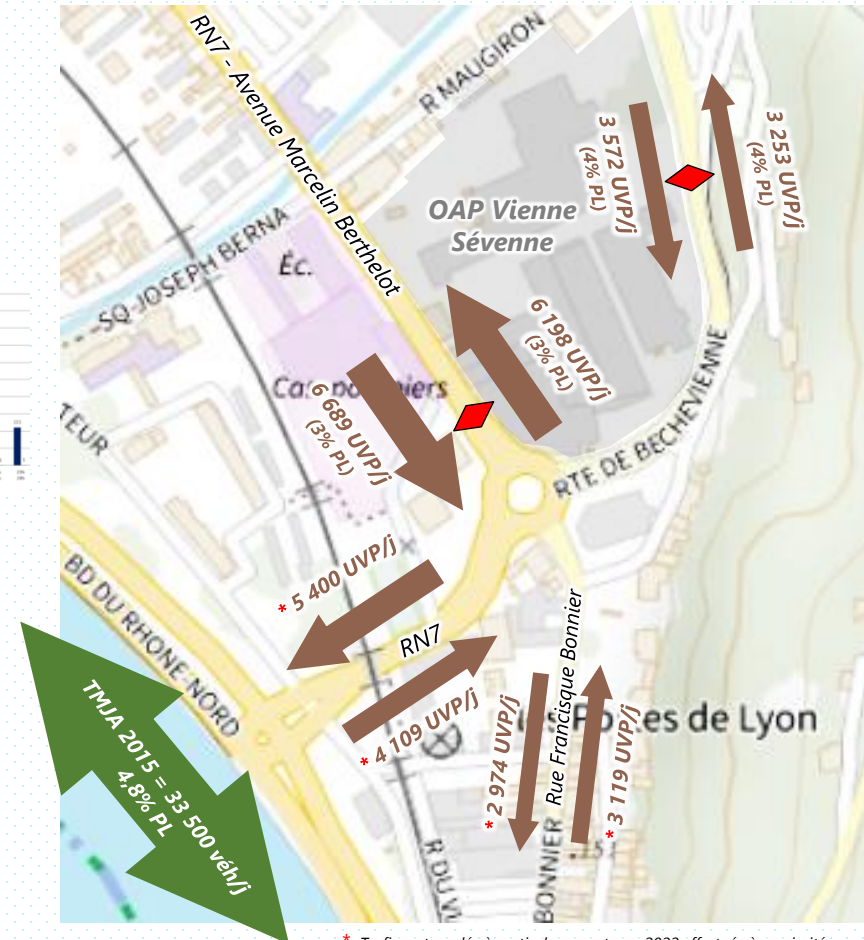 RN7 - Avenue Marcelin Berthelot
R MAUGIRON
3 572 UVP/j
(4% PL)
3 253 UVP/j
(4% PL)
OAP Vienne
Sévenne
SQ-JOSEPH BERNA
Éc.
6 198 UVP/j
(3% PL)
6 689 UVP/j
(3% PL)
TEUR
RTE DE BECHEVIENNE
* 5 400 UVP/j
BD DU RHONE-NORD
RN7
* 4 109 UVP/j
TMJA 2015 = 33 500 véh/j
4,8% PL
* 2 974 UVP/j
Rue Francisque Bonnier
* 3 119 UVP/j
de Lyon
BONNIER
R DU